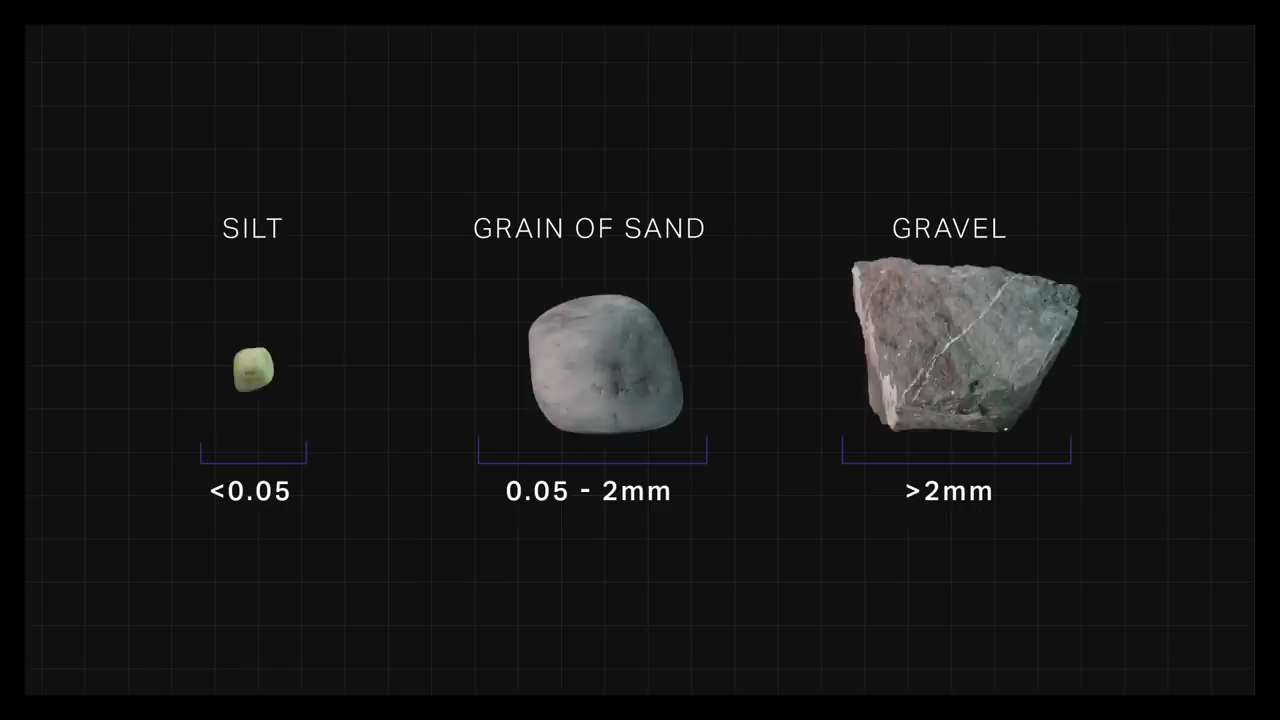 SILT
GRAIN OF SAND
GRAVEL
<0.05
0.05 - 2mm
>2mm